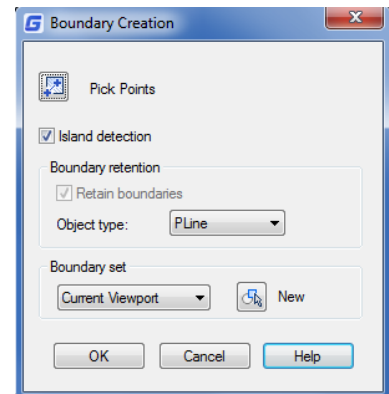 Boundary Creation
Pick Points
Island detection
Boundary retention
Retain boundaries
Object type: PLine
Boundary set
Current Viewport New
OK Cancel Help